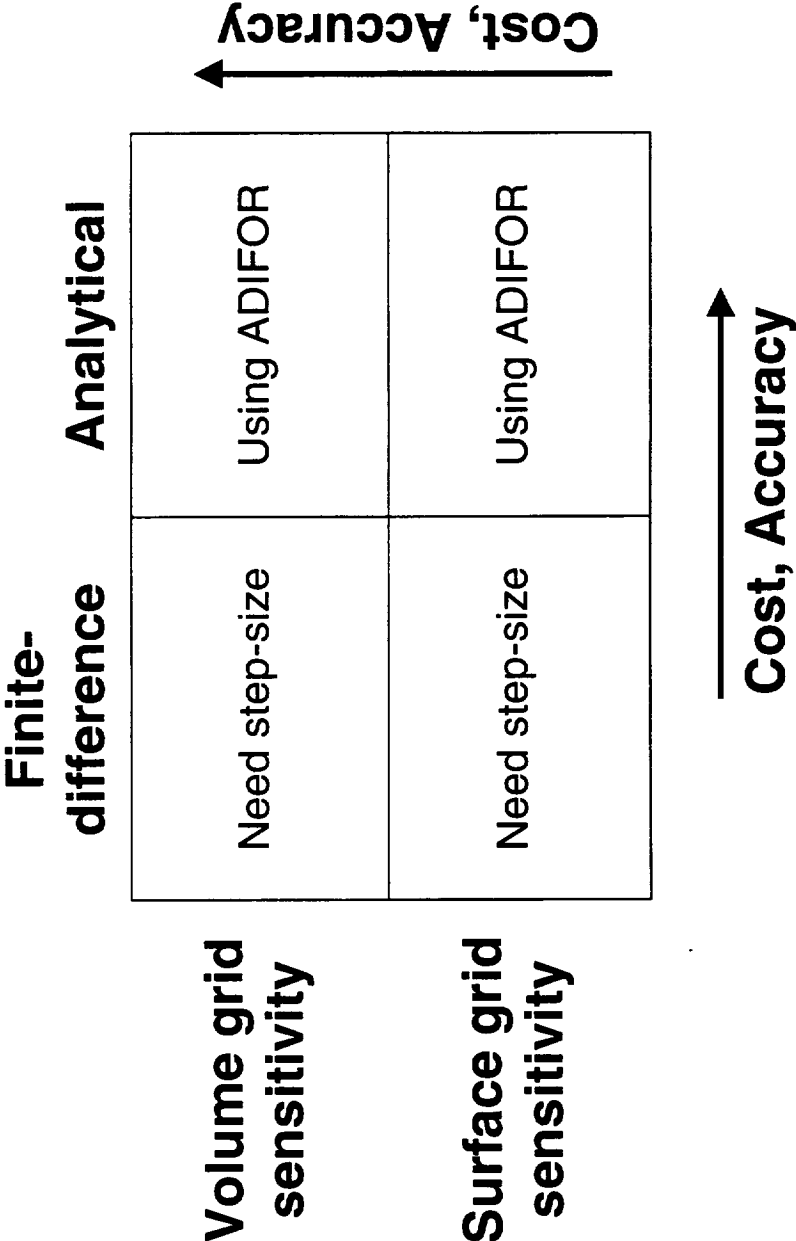 Finite-
difference
Analytical
Volume grid
sensitivity
Need step-size
Using ADIFOR
Surface grid
sensitivity
Need step-size
Using ADIFOR
Cost, Accuracy
Cost, Accuracy